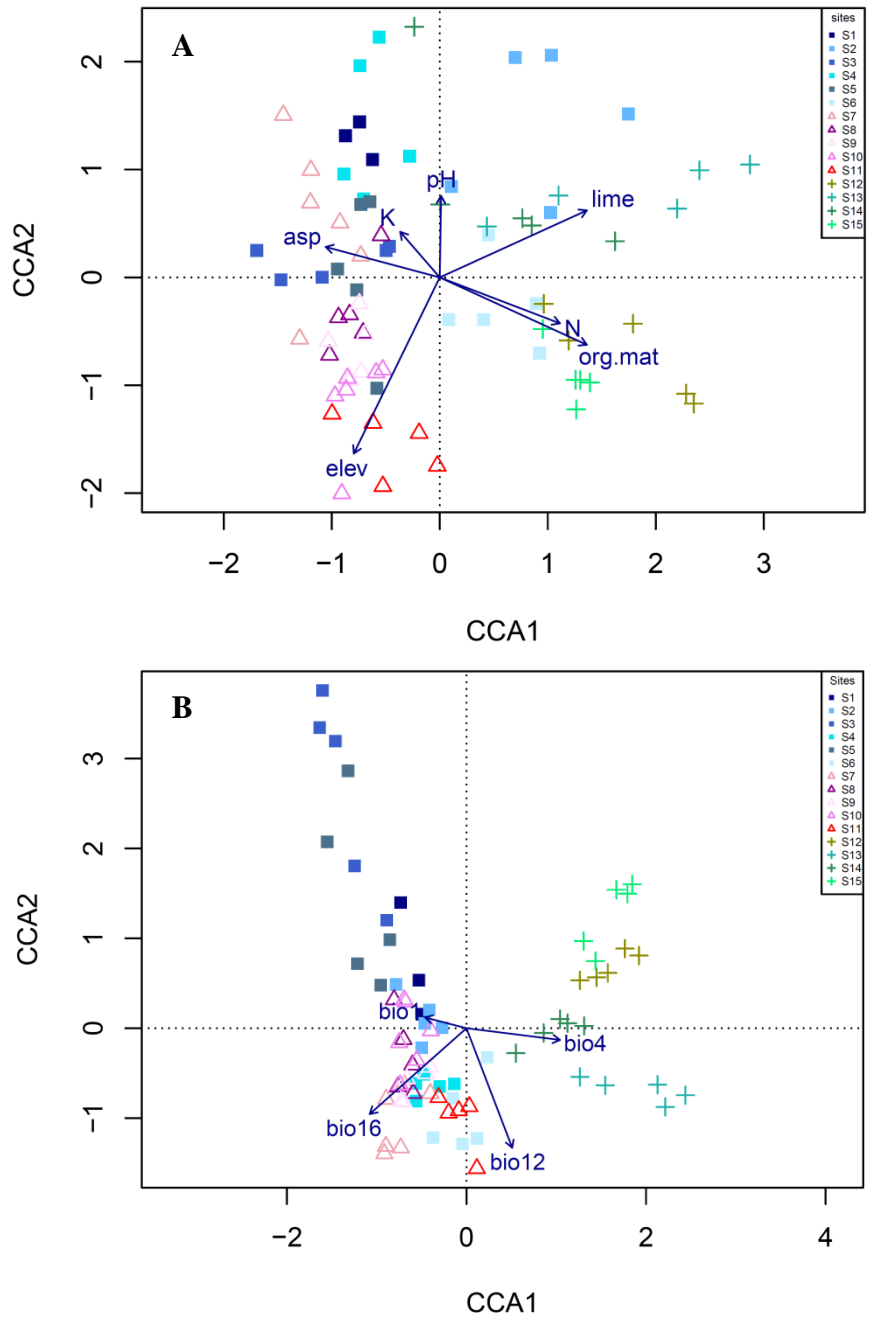 A
sites
S1
S2
S3
S4
S5
S6
S7
S8
S9
S10
S11
S12
S13
S14
S15
2
1
0
−1
−2
CCA2
pH
lime
K
asp
N
org.mat
elev
−2 −1 0 1 2 3
CCA1
B
Sites
S1
S2
S3
S4
S5
S6
S7
S8
S9
S10
S11
S12
S13
S14
S15
3
2
1
0
−1
CCA2
bio1
bio4
bio16
bio12
−2 0 2 4
CCA1